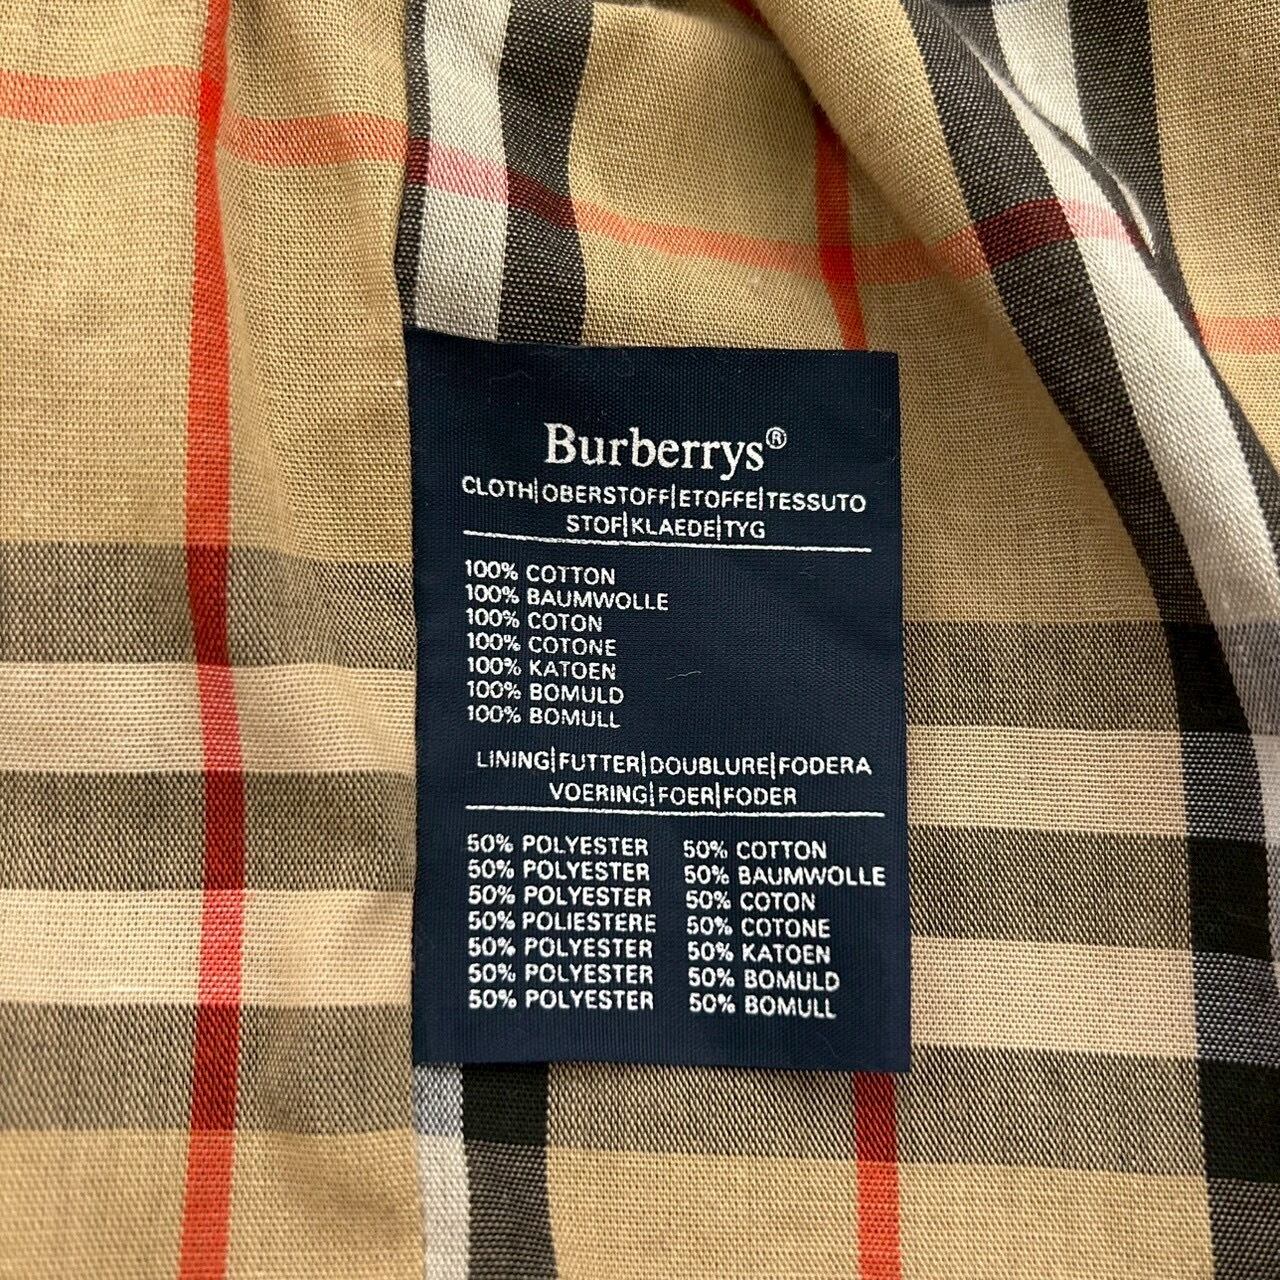 Burberrys®
CLOTH|OBERSTOFF|ETOFFE|TESSUTO
STOF|KLAEDE|TYG
100% COTTON
100% BAUMWOLLE
100% COTON
100% COTONE
100% KATOEN
100% BOMULD
100% BOMULL
LINING|FUTTER|DOUBLURE|FODERA
VOERING|FOER|FODER
50% POLYESTER 50% COTTON
50% POLYESTER 50% BAUMWOLLE
50% POLYESTER 50% COTON
50% POLIESTERE 50% COTONE
50% POLYESTER 50% KATOEN
50% POLYESTER 50% BOMULD
50% POLYESTER 50% BOMULL